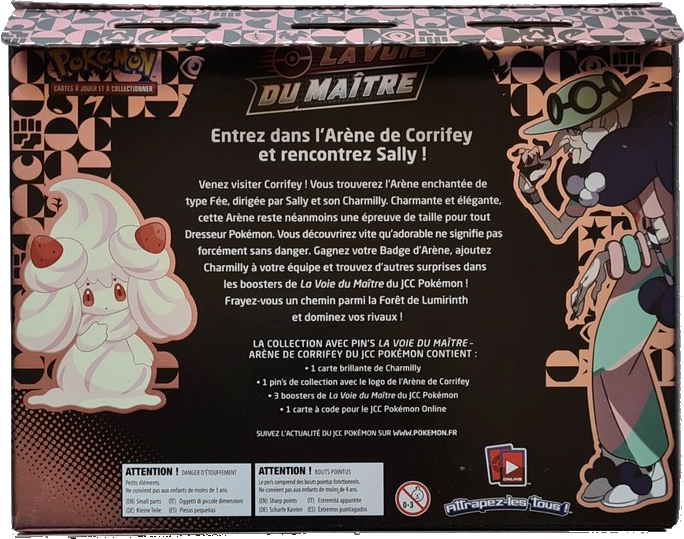 POKéMON
CARTES À JOUER ET À COLLECTIONNER
LA VOIE
DU MAÎTRE
Entrez dans l'Arène de Corrifey
et rencontrez Sally !
Venez visiter Corrifey ! Vous trouverez l'Arène enchantée de
type Fée, dirigée par Sally et son Charmilly. Charmante et élégante,
cette Arène reste néanmoins une épreuve de taille pour tout
Dresseur Pokémon. Vous découvrirez vite qu'adorable ne signifie pas
forcément sans danger. Gagnez votre Badge d'Arène, ajoutez
Charmilly à votre équipe et trouvez d'autres surprises dans
les boosters de La Voie du Maître du JCC Pokémon !
Frayez-vous un chemin parmi la Forêt de Lumirinth
et dominez vos rivaux !
LA COLLECTION AVEC PIN'S LA VOIE DU MAÎTRE –
ARÈNE DE CORRIFEY DU JCC POKÉMON CONTIENT :
• 1 carte brillante de Charmilly
• 1 pin's de collection avec le logo de l'Arène de Corrifey
• 3 boosters de La Voie du Maître du JCC Pokémon
• 1 carte à code pour le JCC Pokémon Online
SUIVEZ L'ACTUALITÉ DU JCC POKÉMON SUR WWW.POKEMON.FR
ATTENTION ! DANGER D'ÉTOUFFEMENT
Petits éléments.
Ne convient pas aux enfants de moins de 3 ans.
(EN) Small parts (IT) Oggetti di piccole dimensioni
(DE) Kleine Teile (ES) Piezas pequeñas
ATTENTION ! BOUTS POINTUS
Le pin's comprend des bouts pointus fonctionnels.
Ne convient pas aux enfants de moins de 4 ans.
(EN) Sharp points (IT) Estremità appuntite
(DE) Scharfe Kanten (ES) Extremos puntiagudos
0-3
ONLINE
Attrapez-les Tous !